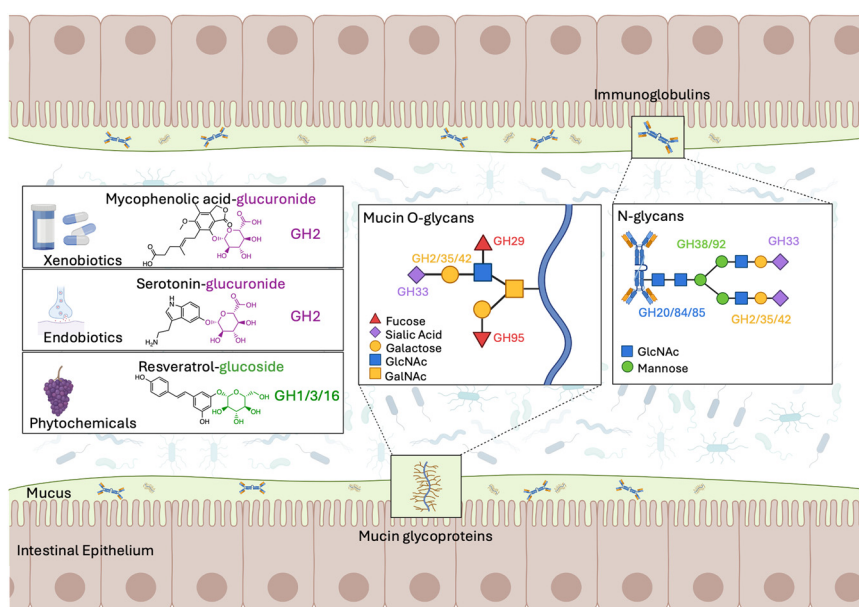 Immunoglobulins
Mycophenolic acid-glucuronide
GH2
Xenobiotics
Serotonin-glucuronide
GH2
Endobiotics
Resveratrol-glucoside
GH1/3/16
Phytochemicals
Mucin O-glycans
GH29
GH2/35/42
GH33
GH95
Fucose
Sialic Acid
Galactose
GlcNAc
GalNAc
N-glycans
GH38/92
GH33
GH20/84/85
GH2/35/42
GlcNAc
Mannose
Mucus
Mucin glycoproteins
Intestinal Epithelium